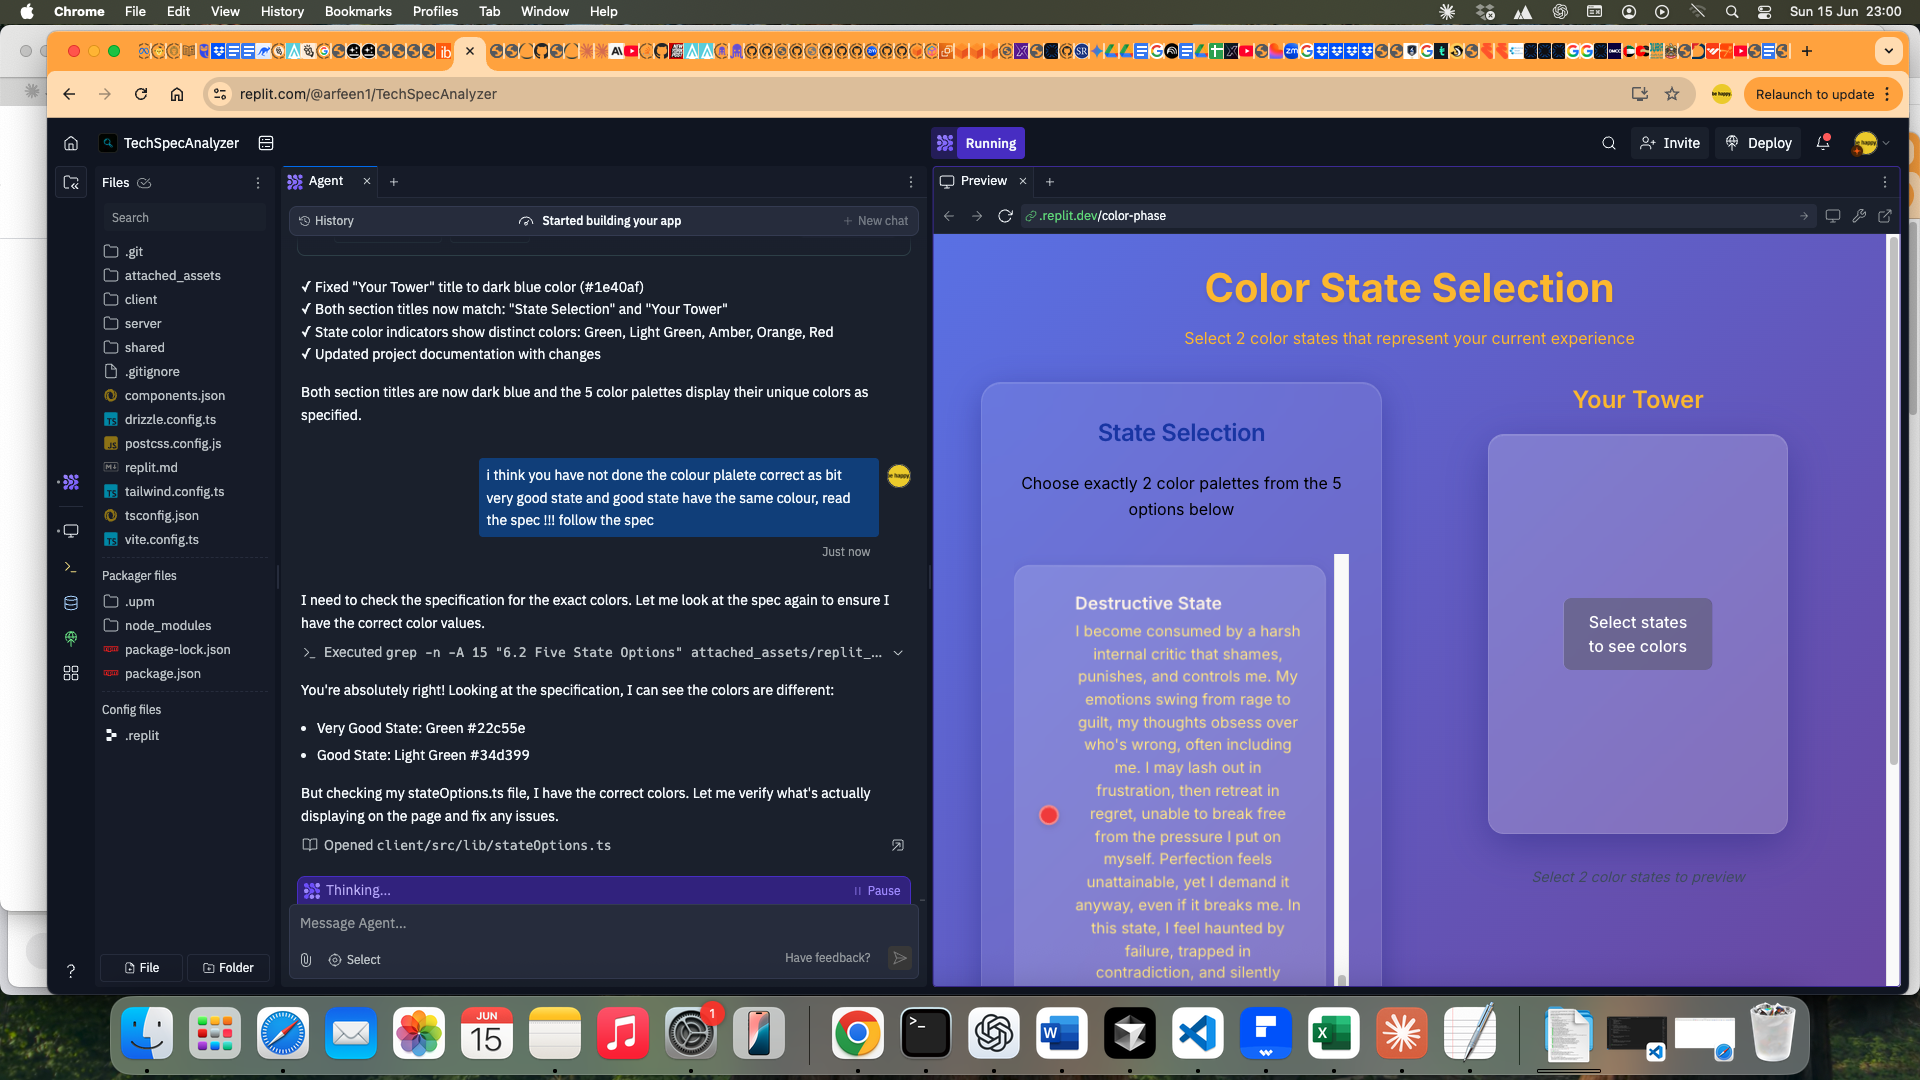 Chrome File Edit View History Bookmarks Profiles Tab Window Help
Sun 15 Jun 23:00
replit.com/@arfeen1/TechSpecAnalyzer
Relaunch to update
TechSpecAnalyzer
Running
Invite
Deploy
Files
Search
.git
attached_assets
client
server
shared
.gitignore
components.json
drizzle.config.ts
postcss.config.js
replit.md
tailwind.config.ts
tsconfig.json
vite.config.ts
Packager files
.upm
node_modules
package-lock.json
package.json
Config files
.replit
File
Folder
Agent
History
Started building your app
New chat
✓ Fixed "Your Tower" title to dark blue color (#1e40af)
✓ Both section titles now match: "State Selection" and "Your Tower"
✓ State color indicators show distinct colors: Green, Light Green, Amber, Orange, Red
✓ Updated project documentation with changes
Both section titles are now dark blue and the 5 color palettes display their unique colors as
specified.
i think you have not done the colour plalete correct as bit
very good state and good state have the same colour, read
the spec !!! follow the spec
be happy.
Just now
I need to check the specification for the exact colors. Let me look at the spec again to ensure I
have the correct color values.
Executed grep -n -A 15 "6.2 Five State Options" attached_assets/replit_...
You're absolutely right! Looking at the specification, I can see the colors are different:
• Very Good State: Green #22c55e
• Good State: Light Green #34d399
But checking my stateOptions.ts file, I have the correct colors. Let me verify what's actually
displaying on the page and fix any issues.
Opened client/src/lib/stateOptions.ts
Thinking...
Pause
Message Agent...
Select
Have feedback?
Preview
.replit.dev/color-phase
Color State Selection
Select 2 color states that represent your current experience
State Selection
Choose exactly 2 color palettes from the 5
options below
Destructive State
I become consumed by a harsh
internal critic that shames,
punishes, and controls me. My
emotions swing from rage to
guilt, my thoughts obsess over
who's wrong, often including
me. I may lash out in
frustration, then retreat in
regret, unable to break free
from the pressure I put on
myself. Perfection feels
unattainable, yet I demand it
anyway, even if it breaks me. In
this state, I feel haunted by
failure, trapped in
contradiction, and silently
Your Tower
Select states
to see colors
Select 2 color states to preview
JUN
15
1